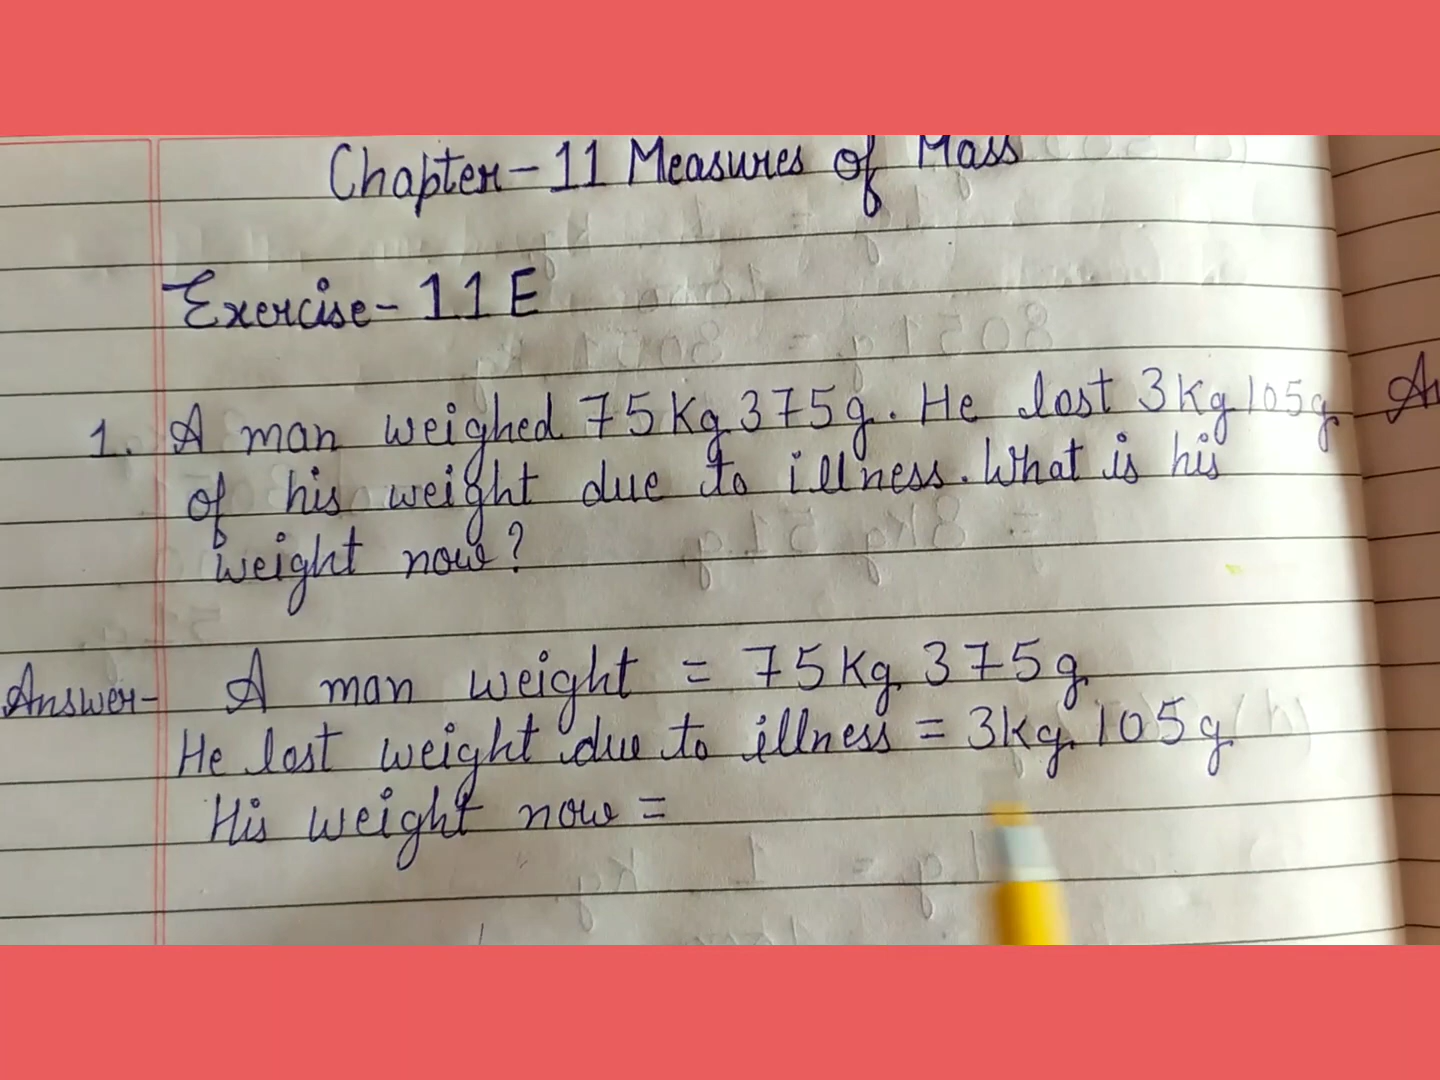 Chapter-11 Measures of Mass
Exercise-11E
1. A man weighed 75Kg 375g. He lost 3Kg 105g
of his weight due to illness. What is his
weight now?
Answer- A man weight = 75Kg 375g
He lost weight due to illness = 3kg 105g
His weight now =